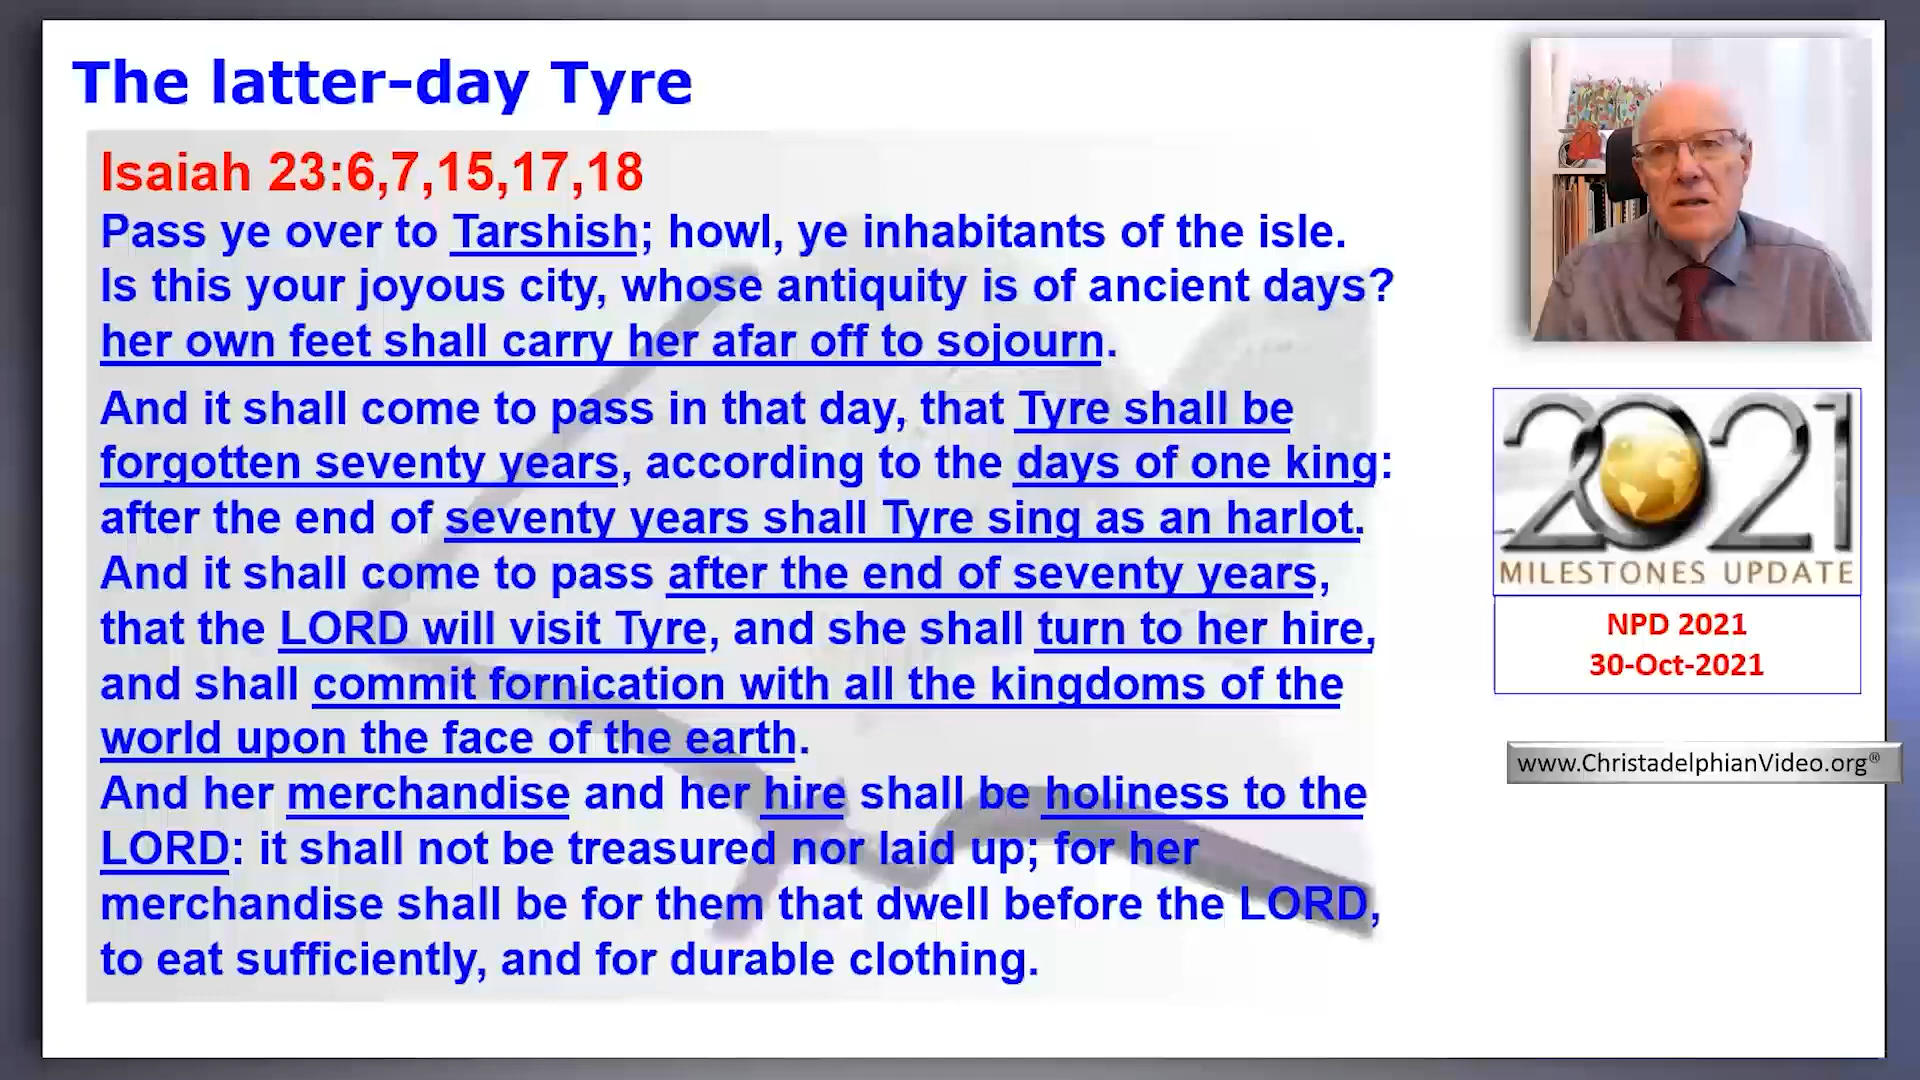 The latter-day Tyre
Isaiah 23:6,7,15,17,18
Pass ye over to Tarshish; howl, ye inhabitants of the isle.
Is this your joyous city, whose antiquity is of ancient days?
her own feet shall carry her afar off to sojourn.
And it shall come to pass in that day, that Tyre shall be
forgotten seventy years, according to the days of one king:
after the end of seventy years shall Tyre sing as an harlot.
And it shall come to pass after the end of seventy years,
that the LORD will visit Tyre, and she shall turn to her hire,
and shall commit fornication with all the kingdoms of the
world upon the face of the earth.
And her merchandise and her hire shall be holiness to the
LORD: it shall not be treasured nor laid up; for her
merchandise shall be for them that dwell before the LORD,
to eat sufficiently, and for durable clothing.
2021
MILESTONES UPDATE
NPD 2021
30-Oct-2021
www.ChristadelphianVideo.org®